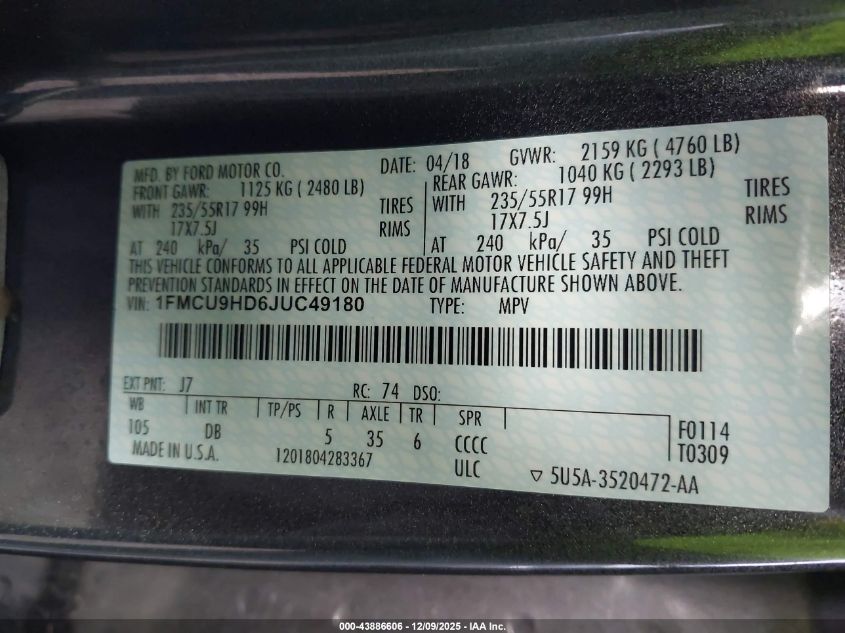 MFD. BY FORD MOTOR CO. DATE: 04/18 GVWR: 2159 KG ( 4760 LB)
FRONT GAWR: 1125 KG ( 2480 LB) REAR GAWR: 1040 KG ( 2293 LB)
WITH 235/55R17 99H TIRES WITH 235/55R17 99H TIRES
17X7.5J RIMS 17X7.5J RIMS
AT 240 kPa/ 35 PSI COLD AT 240 kPa/ 35 PSI COLD
THIS VEHICLE CONFORMS TO ALL APPLICABLE FEDERAL MOTOR VEHICLE SAFETY AND THEFT
PREVENTION STANDARDS IN EFFECT ON THE DATE OF MANUFACTURE SHOWN ABOVE.
VIN: 1FMCU9HD6JUC49180 TYPE: MPV
EXT PNT: J7 RC: 74 DSO:
WB INT TR TP/PS R AXLE TR SPR
105 DB 5 35 6 CCCC F0114
MADE IN U.S.A. 1201804283367 ULC T0309
▽ 5U5A-3520472-AA
000-43886606 - 12/09/2025 - IAA Inc.